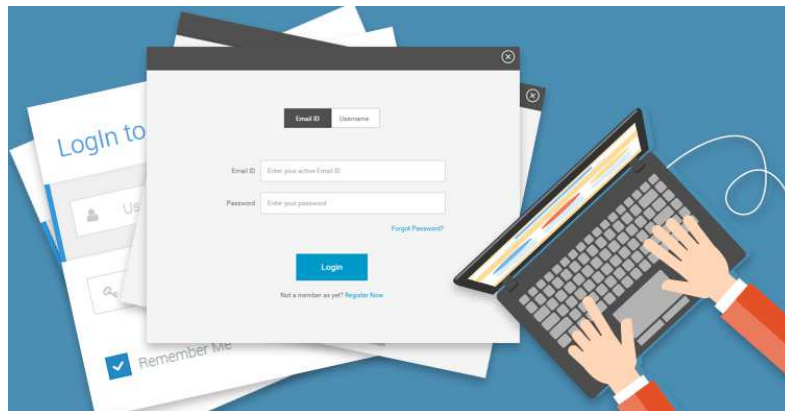 LogIn to
Us
Remember Me
Email ID Username
Email ID Enter your active Email ID
Password Enter your password
Forgot Password?
Login
Not a member as yet? Register Now